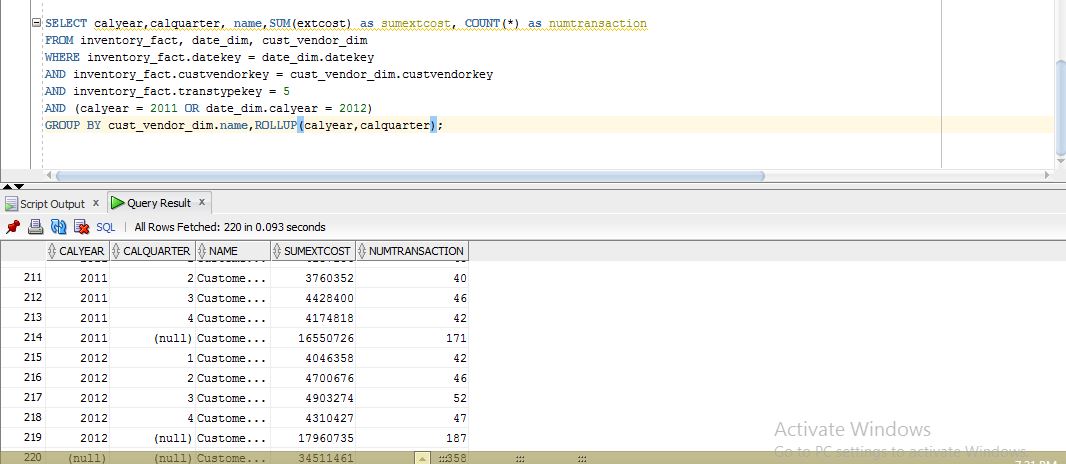 SELECT calyear,calquarter, name,SUM(extcost) as sumextcost, COUNT(*) as numtransaction
FROM inventory_fact, date_dim, cust_vendor_dim
WHERE inventory_fact.datekey = date_dim.datekey
AND inventory_fact.custvendorkey = cust_vendor_dim.custvendorkey
AND inventory_fact.transtypekey = 5
AND (calyear = 2011 OR date_dim.calyear = 2012)
GROUP BY cust_vendor_dim.name,ROLLUP(calyear,calquarter);
Script Output x Query Result x
SQL | All Rows Fetched: 220 in 0.093 seconds
CALYEAR CALQUARTER NAME SUMEXTCOST NUMTRANSACTION
211 2011 2 Custome... 3760352 40
212 2011 3 Custome... 4428400 46
213 2011 4 Custome... 4174818 42
214 2011 (null) Custome... 16550726 171
215 2012 1 Custome... 4046358 42
216 2012 2 Custome... 4700676 46
217 2012 3 Custome... 4903274 52
218 2012 4 Custome... 4310427 47
219 2012 (null) Custome... 17960735 187
220 (null) (null) Custome... 34511461 358
Activate Windows
Go to PC settings to activate Windows.
7:31 PM